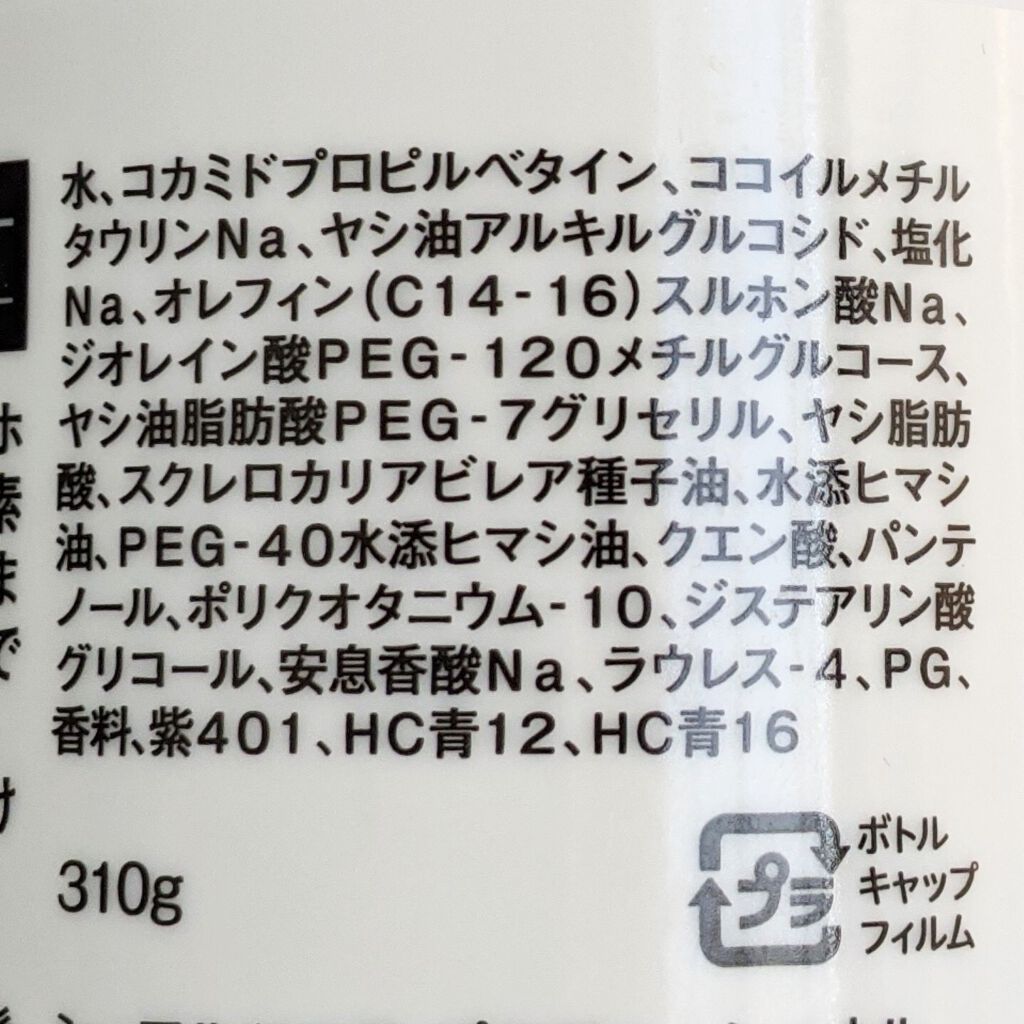 水、コカミドプロピルベタイン、ココイルメチル
タウリンNa、ヤシ油アルキルグルコシド、塩化
Na、オレフィン(C14-16)スルホン酸Na、
ジオレイン酸PEG-120メチルグルコース、
ヤシ油脂肪酸PEG-7グリセリル、ヤシ脂肪
酸、スクレロカリアビレア種子油、水添ヒマシ
油、PEG-40水添ヒマシ油、クエン酸、パンテ
ノール、ポリクオタニウム-10、ジステアリン酸
グリコール、安息香酸Na、ラウレス-4、PG、
香料、紫401、HC青12、HC青16
310g
プラ
ボトル
キャップ
フィルム